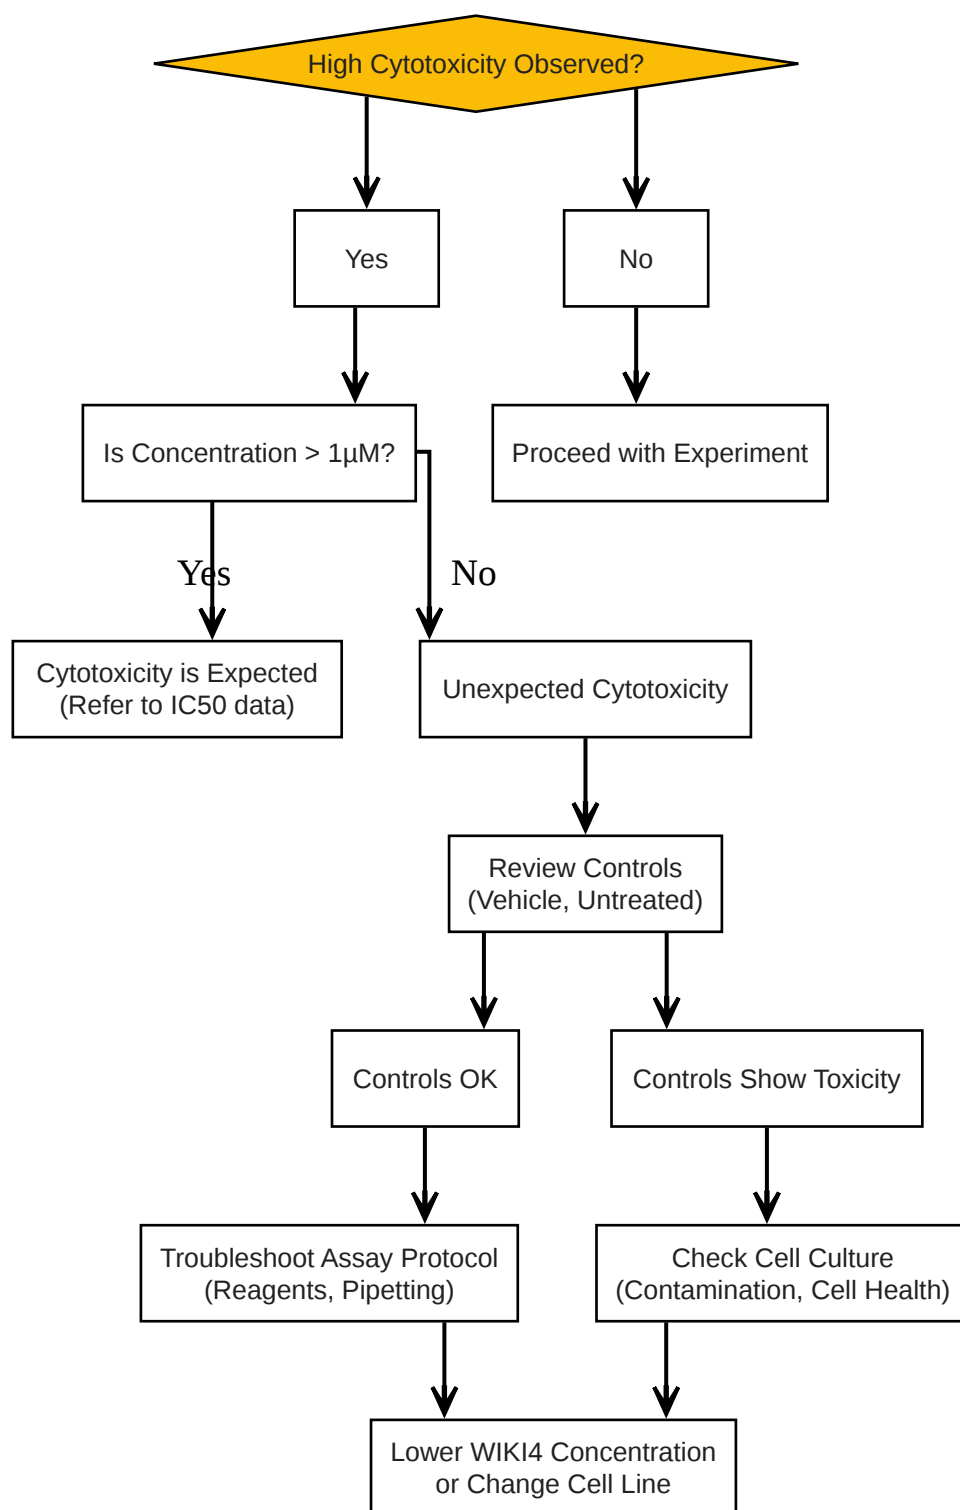 High Cytotoxicity Observed?
Yes
No
Is Concentration > 1µM?
Proceed with Experiment
Yes
No
Cytotoxicity is Expected
(Refer to IC50 data)
Unexpected Cytotoxicity
Review Controls
(Vehicle, Untreated)
Controls OK
Controls Show Toxicity
Troubleshoot Assay Protocol
(Reagents, Pipetting)
Check Cell Culture
(Contamination, Cell Health)
Lower WIKI4 Concentration
or Change Cell Line